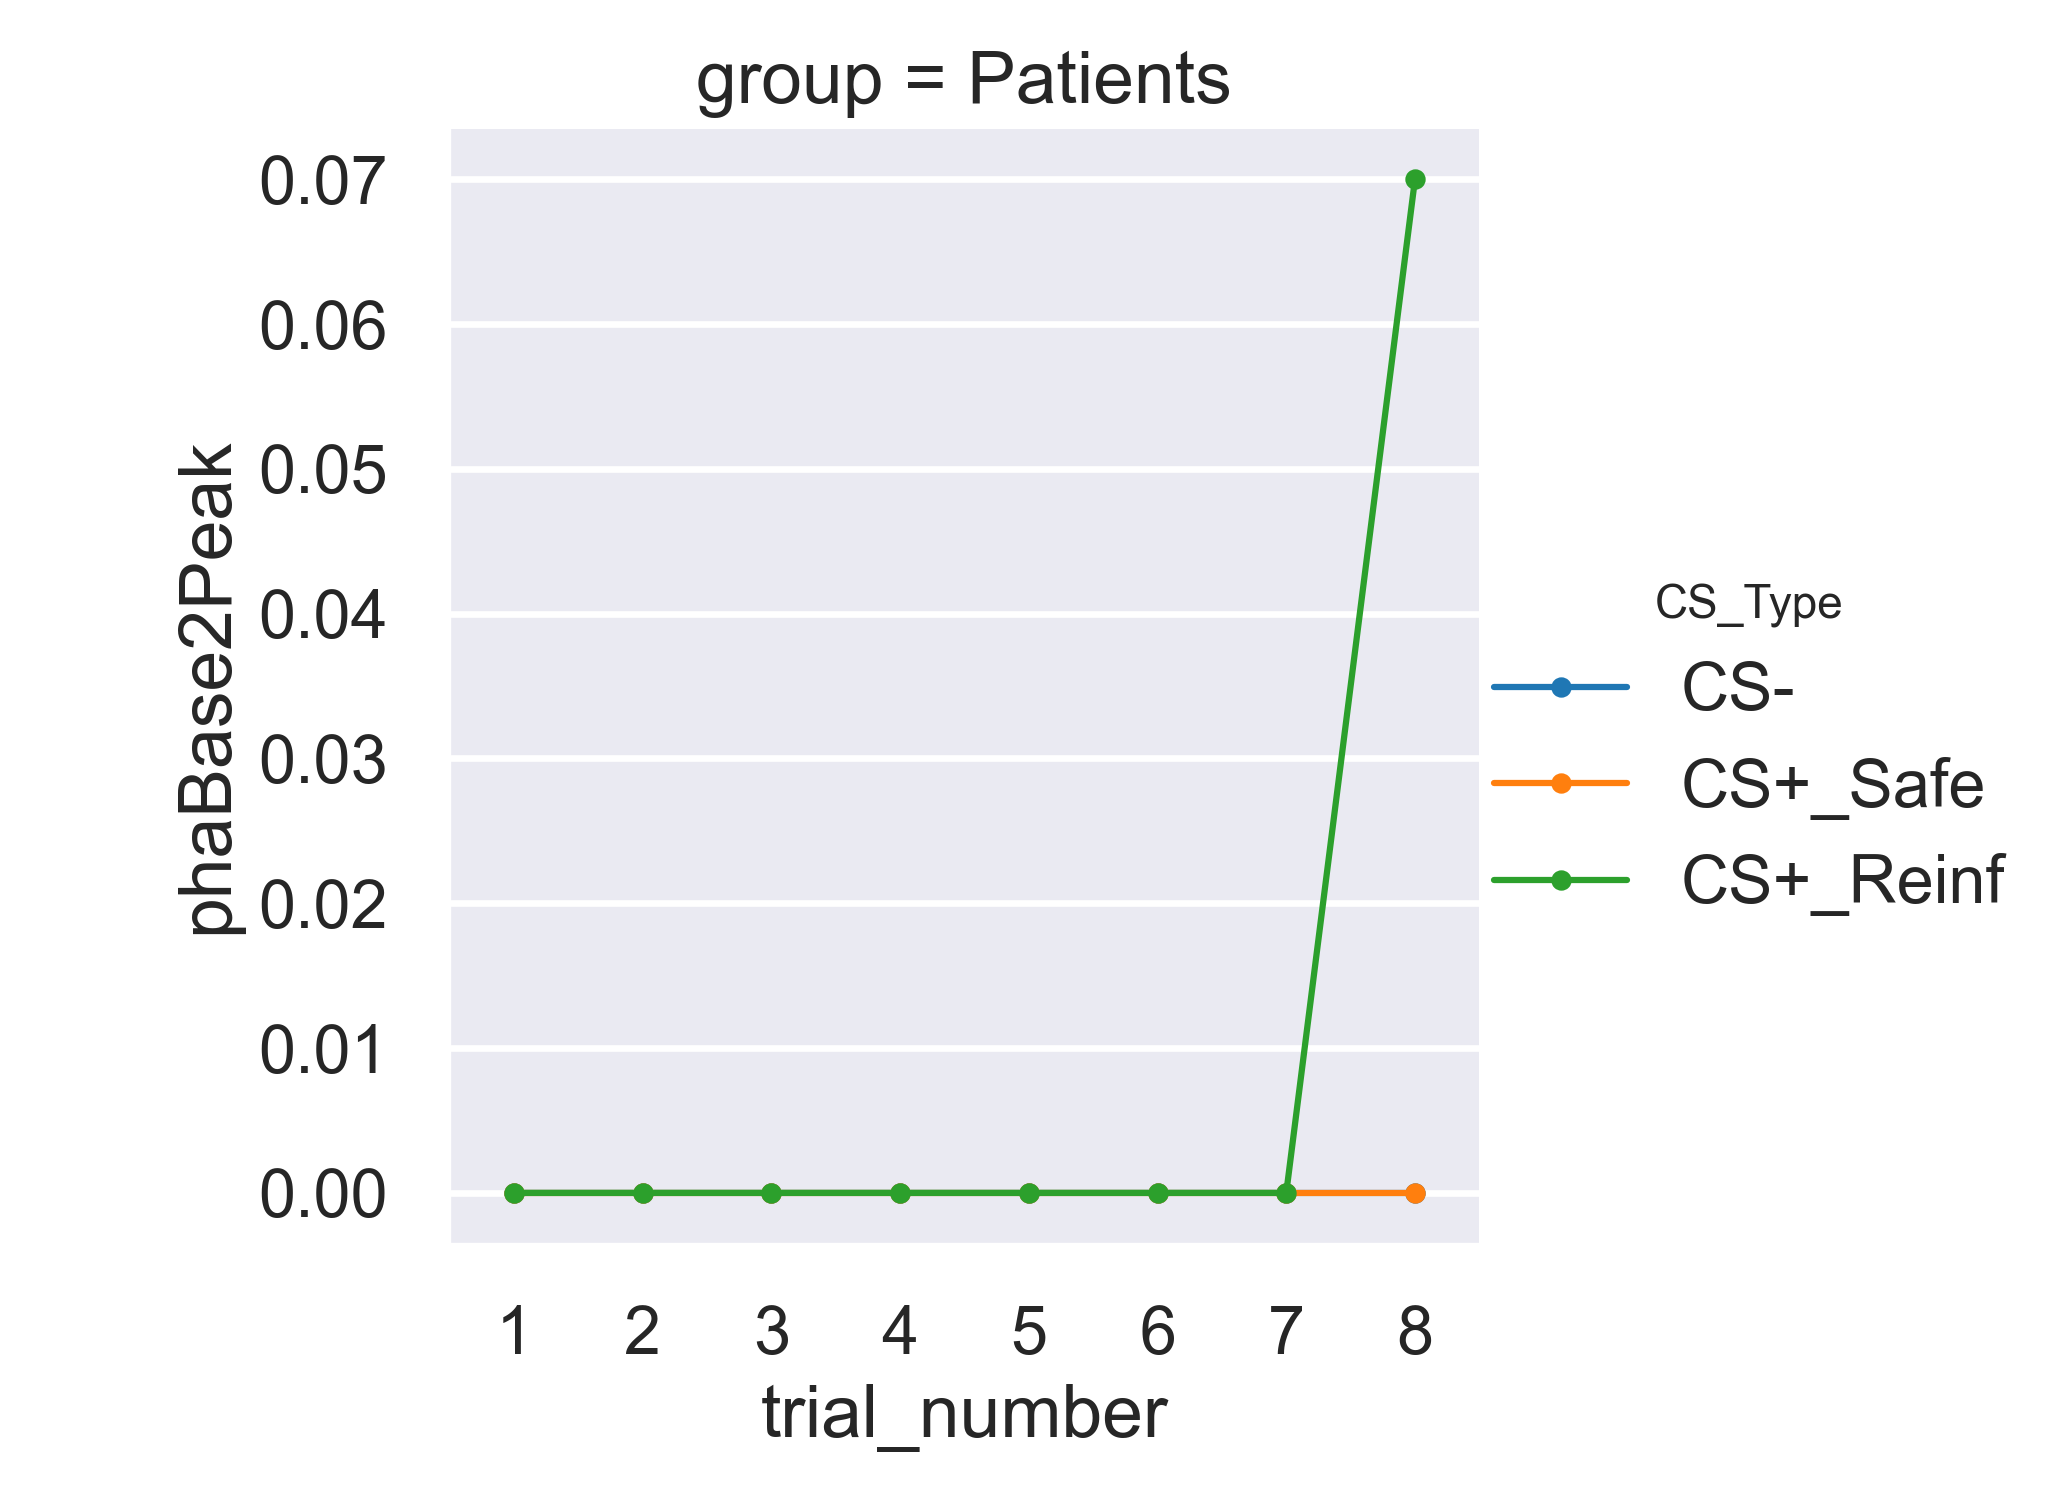 group = Patients
0.07
0.06
0.05
0.04
0.03
0.02
0.01
0.00
phaBase2Peak
1 2 3 4 5 6 7 8
trial_number
CS_Type
CS-
CS+_Safe
CS+_Reinf